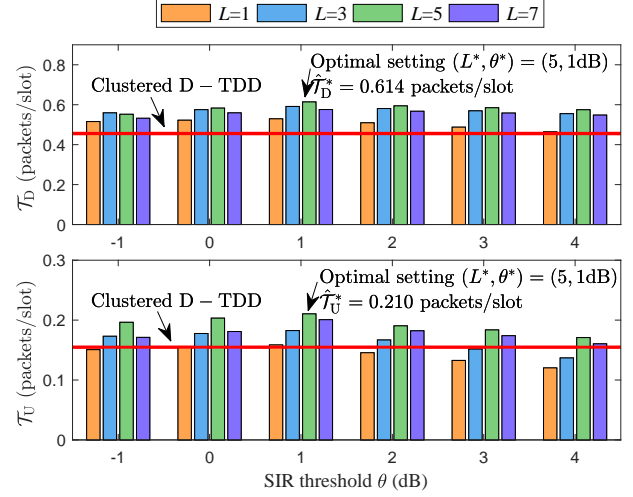 L=1 L=3 L=5 L=7
Optimal setting (L*, θ*) = (5, 1dB)
𝒯̂*_D = 0.614 packets/slot
Clustered D − TDD
𝒯_D (packets/slot)
0.8
0.6
0.4
0.2
0
-1 0 1 2 3 4
Optimal setting (L*, θ*) = (5, 1dB)
𝒯̂*_U = 0.210 packets/slot
Clustered D − TDD
𝒯_U (packets/slot)
0.3
0.2
0.1
0
-1 0 1 2 3 4
SIR threshold θ (dB)